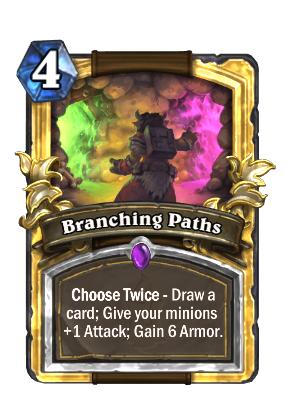 4
Branching Paths
Choose Twice - Draw a
card; Give your minions
+1 Attack; Gain 6 Armor.